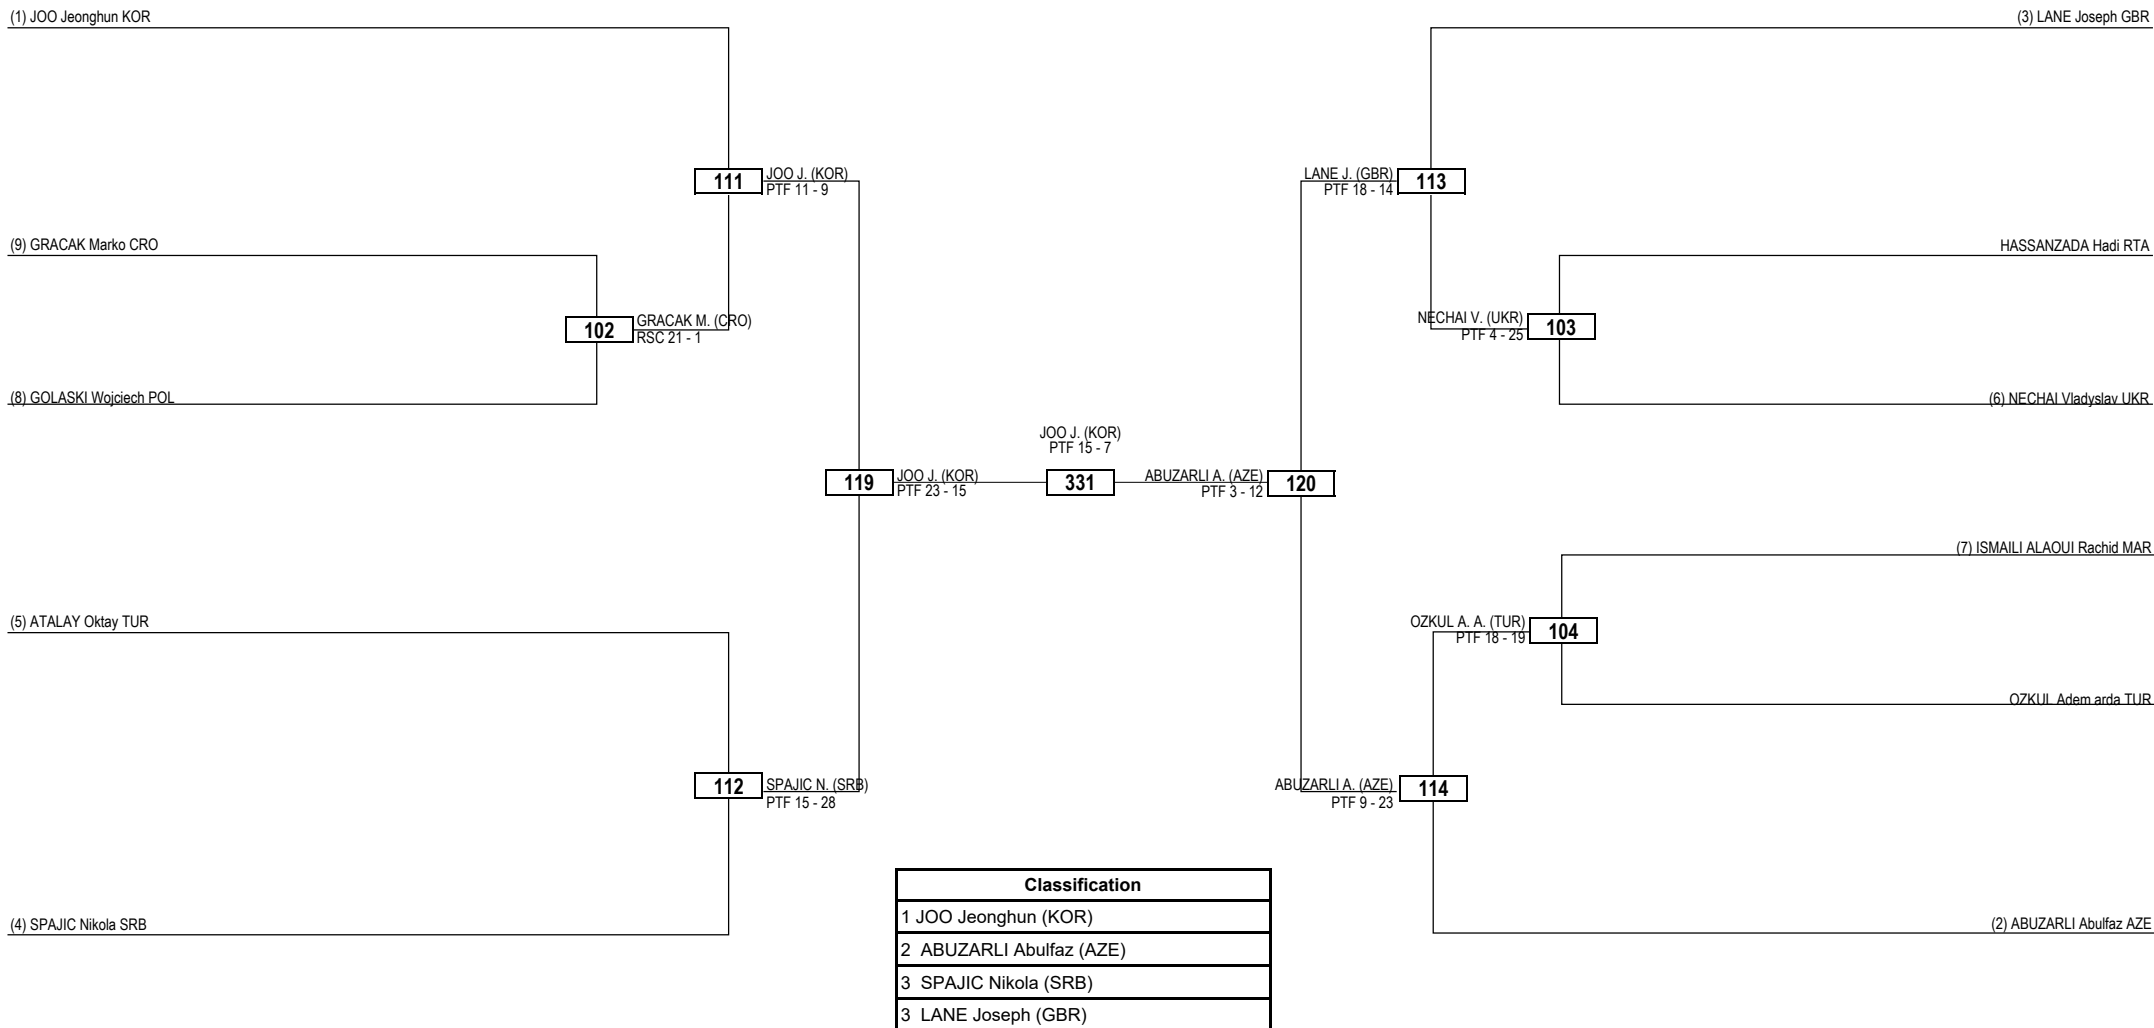 (1) JOO Jeonghun KOR
(3) LANE Joseph GBR
111
JOO J. (KOR)
PTF 11 - 9
LANE J. (GBR)
PTF 18 - 14
113
(9) GRACAK Marko CRO
HASSANZADA Hadi RTA
102
GRACAK M. (CRO)
RSC 21 - 1
NECHAI V. (UKR)
PTF 4 - 25
103
(8) GOLASKI Wojciech POL
(6) NECHAI Vladyslav UKR
JOO J. (KOR)
PTF 15 - 7
119
JOO J. (KOR)
PTF 23 - 15
331
ABUZARLI A. (AZE)
PTF 3 - 12
120
(7) ISMAILI ALAOUI Rachid MAR
(5) ATALAY Oktay TUR
OZKUL A. A. (TUR)
PTF 18 - 19
104
OZKUL Adem arda TUR
112
SPAJIC N. (SRB)
PTF 15 - 28
ABUZARLI A. (AZE)
PTF 9 - 23
114
(4) SPAJIC Nikola SRB
(2) ABUZARLI Abulfaz AZE
Classification
1 JOO Jeonghun (KOR)
2 ABUZARLI Abulfaz (AZE)
3 SPAJIC Nikola (SRB)
3 LANE Joseph (GBR)